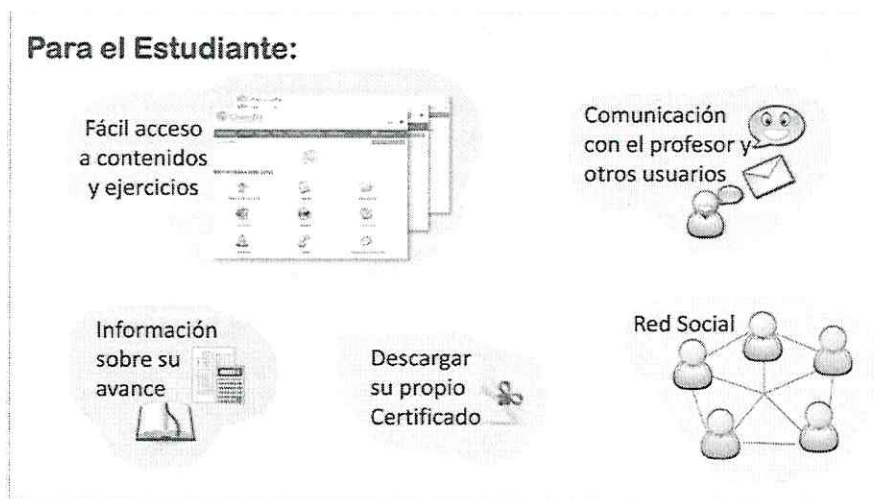 Para el Estudiante:
Fácil acceso
a contenidos
y ejercicios
Comunicación
con el profesor y
otros usuarios
Información
sobre su
avance
Descargar
su propio
Certificado
Red Social